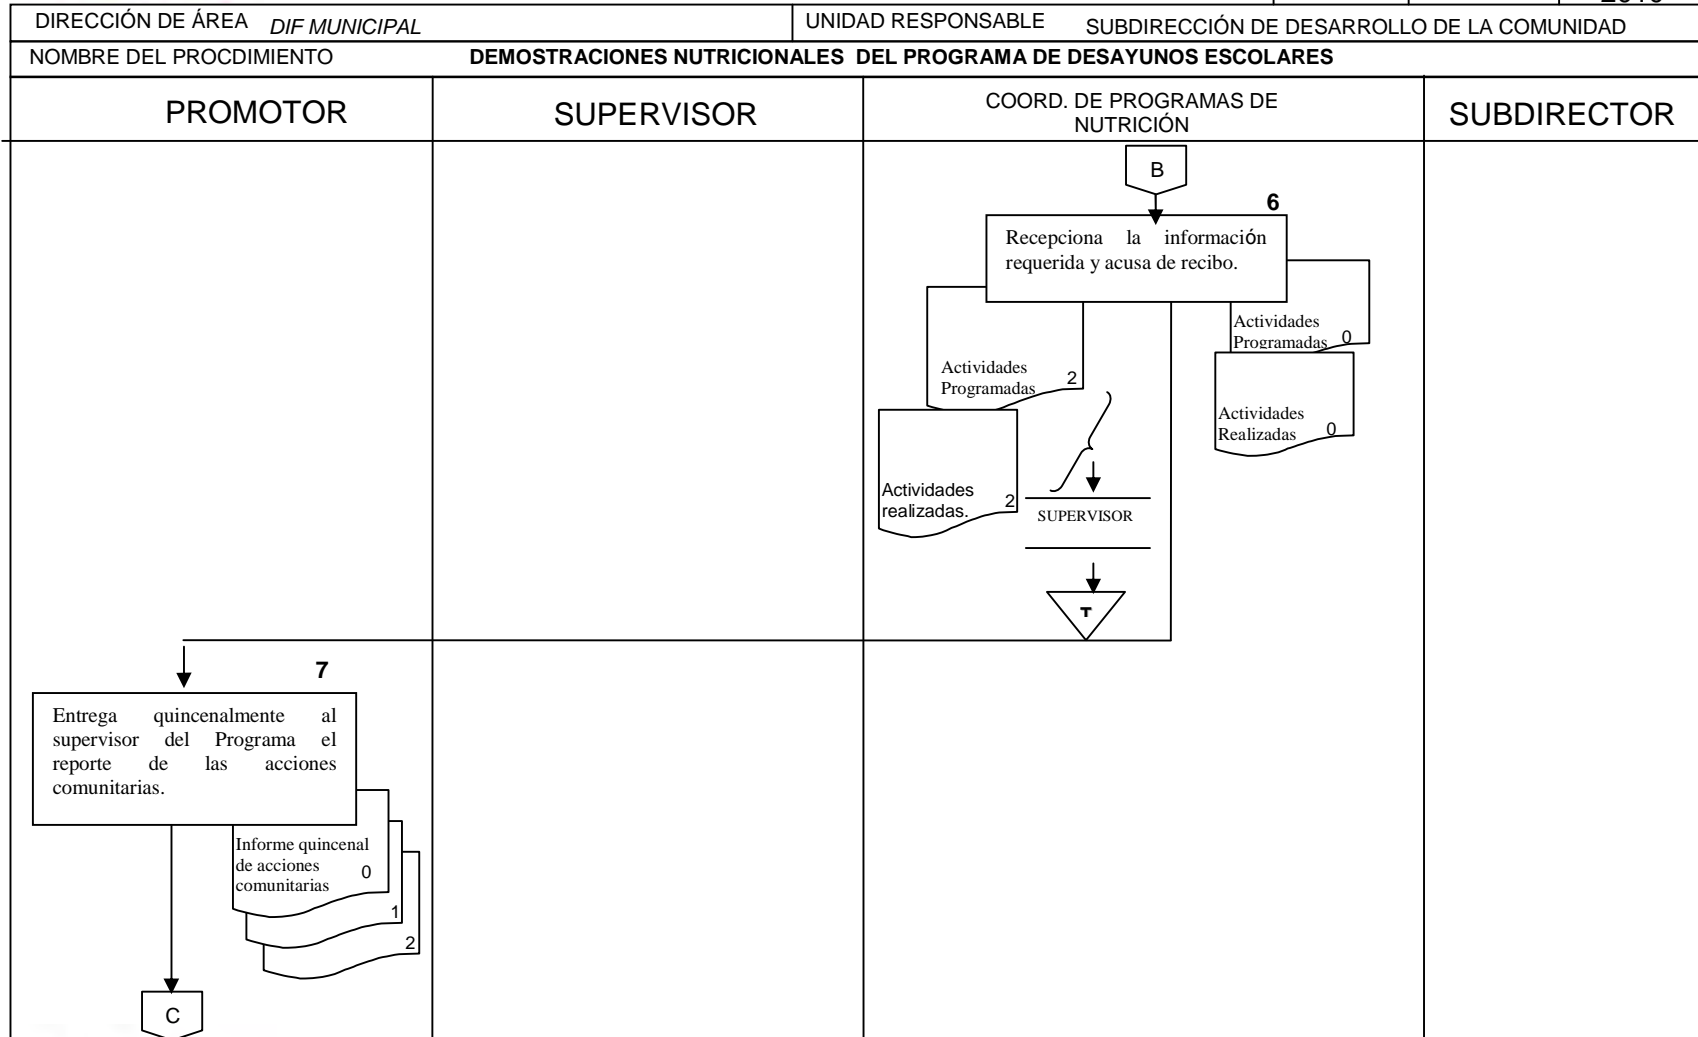 DIRECCIÓN DE ÁREA DIF MUNICIPAL UNIDAD RESPONSABLE SUBDIRECCIÓN DE DESARROLLO DE LA COMUNIDAD
NOMBRE DEL PROCDIMIENTO DEMOSTRACIONES NUTRICIONALES DEL PROGRAMA DE DESAYUNOS ESCOLARES
PROMOTOR
SUPERVISOR
COORD. DE PROGRAMAS DE
NUTRICIÓN
SUBDIRECTOR
B
6
Recepciona la información
requerida y acusa de recibo.
Actividades
Programadas 0
Actividades
Programadas 2
Actividades
Realizadas 0
Actividades
realizadas. 2
SUPERVISOR
T
7
Entrega quincenalmente al
supervisor del Programa el
reporte de las acciones
comunitarias.
Informe quincenal
de acciones
comunitarias 0
1
2
C